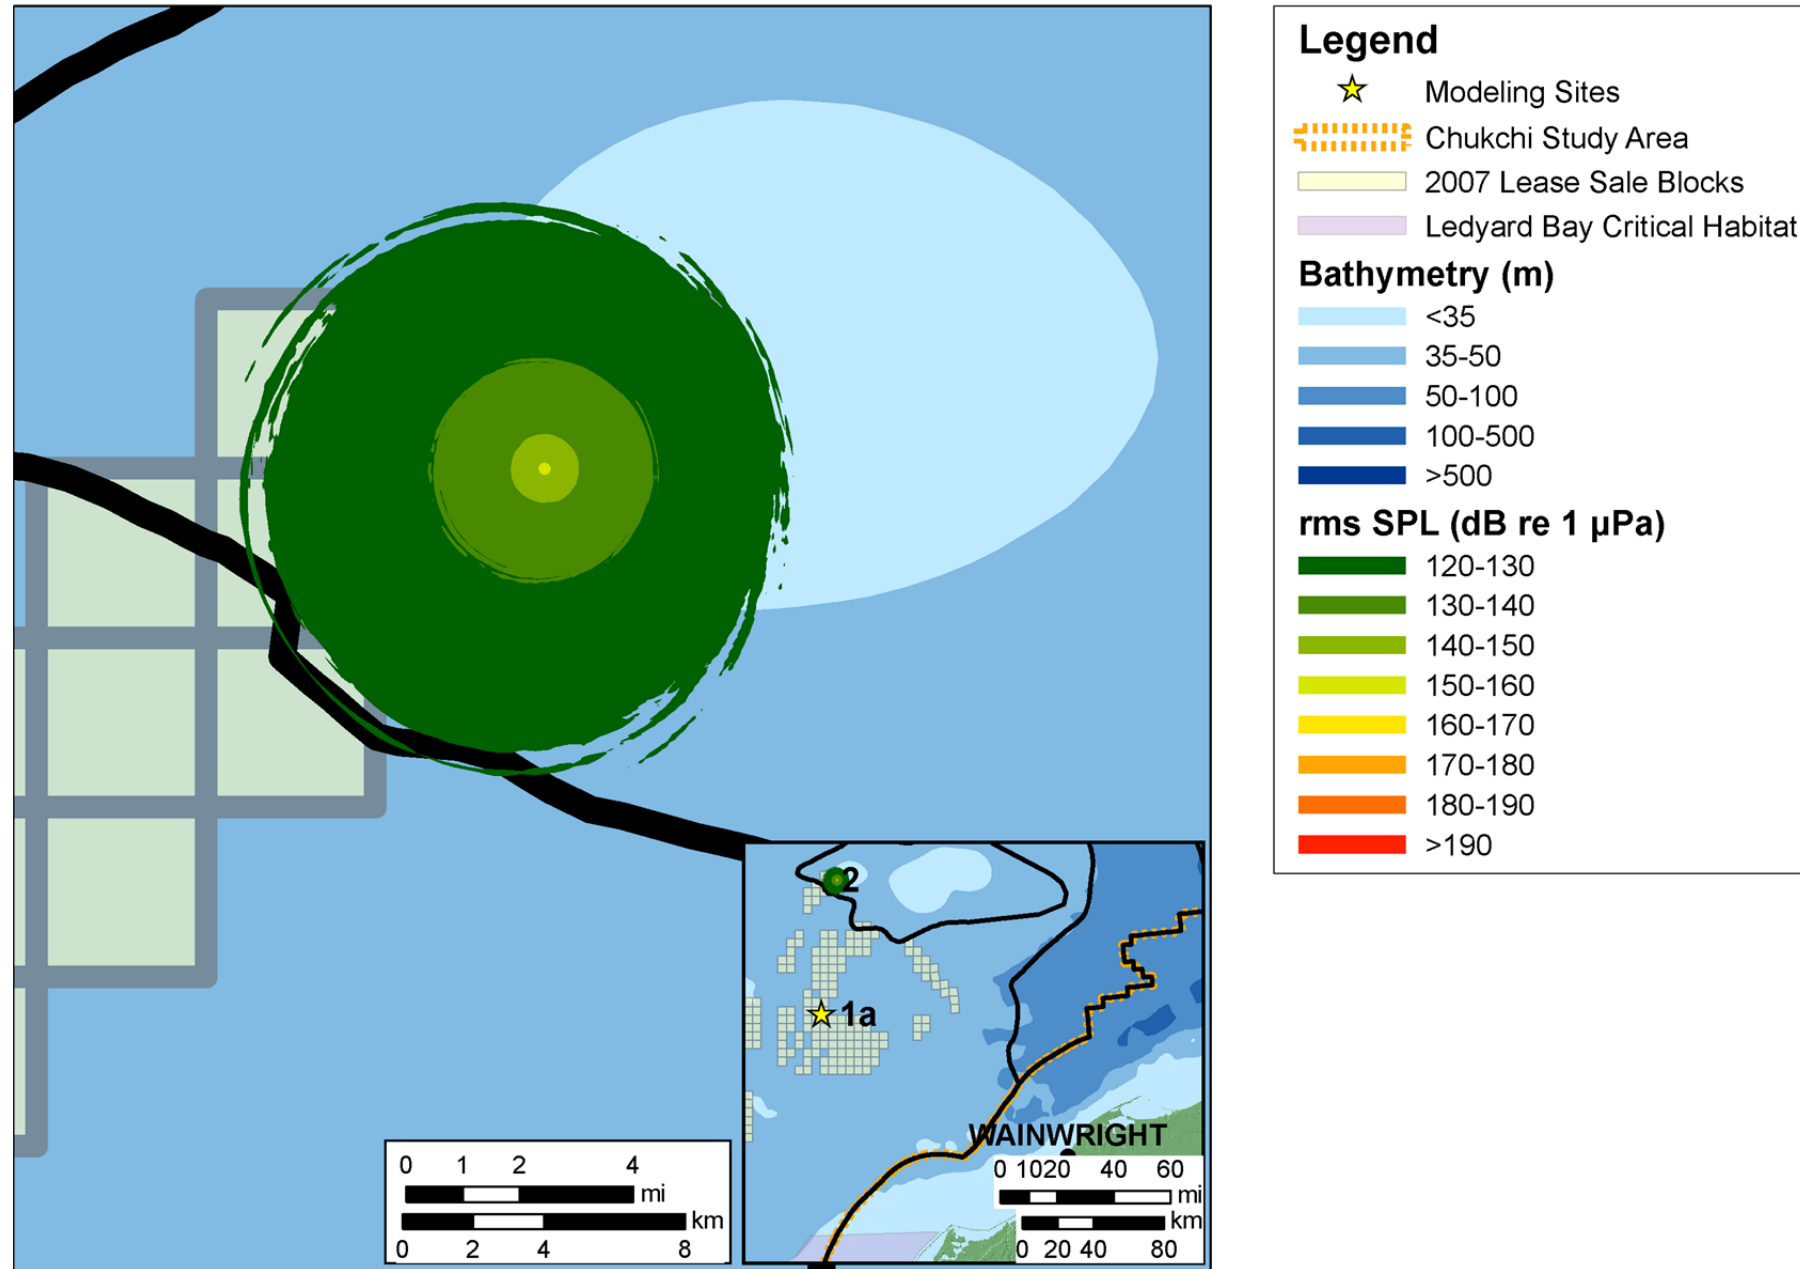 Legend
Modeling Sites
Chukchi Study Area
2007 Lease Sale Blocks
Ledyard Bay Critical Habitat
Bathymetry (m)
<35
35-50
50-100
100-500
>500
rms SPL (dB re 1 µPa)
120-130
130-140
140-150
150-160
160-170
170-180
180-190
>190
2
1a
WAINWRIGHT
0 1 2 4
mi
km
0 2 4 8
0 10 20 40 60
mi
km
0 20 40 80